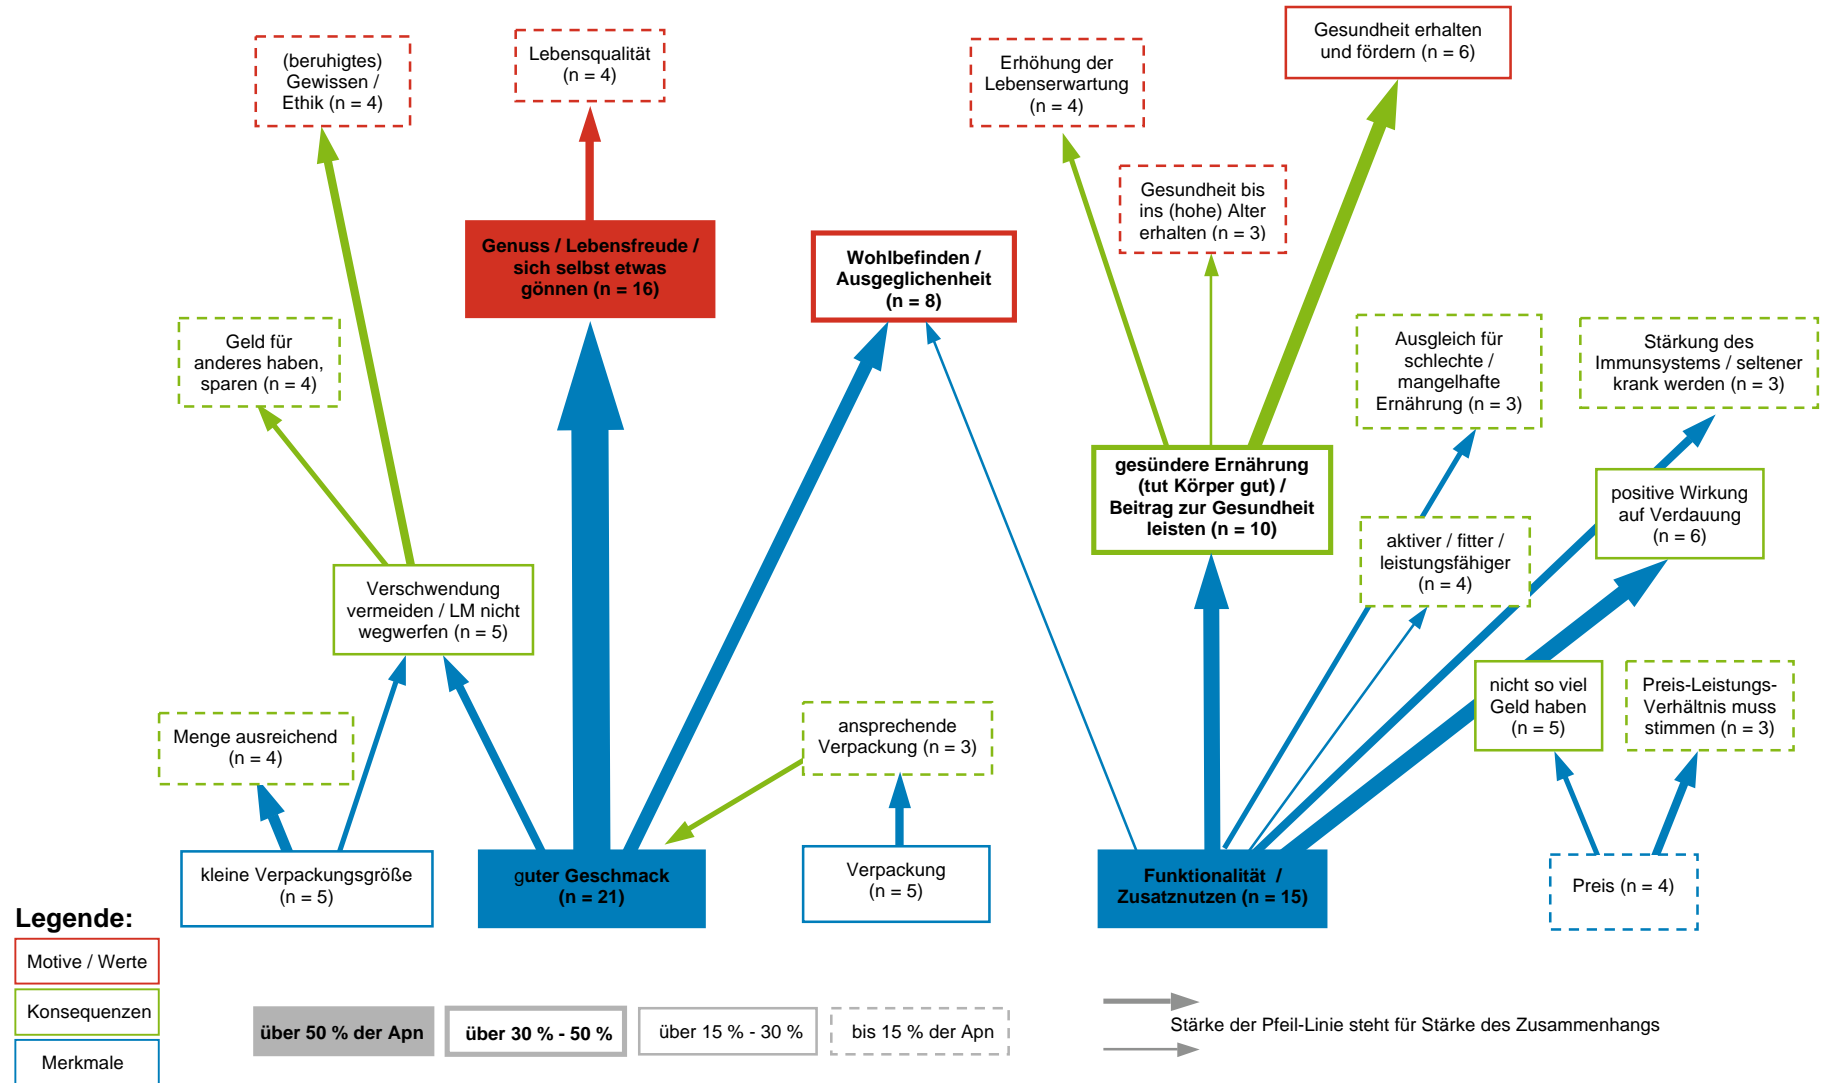 (beruhigtes)
Gewissen /
Ethik (n = 4)
Lebensqualität
(n = 4)
Erhöhung der
Lebenserwartung
(n = 4)
Gesundheit erhalten
und fördern (n = 6)
Gesundheit bis
ins (hohe) Alter
erhalten (n = 3)
Genuss / Lebensfreude /
sich selbst etwas
gönnen (n = 16)
Wohlbefinden /
Ausgeglichenheit
(n = 8)
Geld für
anderes haben,
sparen (n = 4)
Ausgleich für
schlechte /
mangelhafte
Ernährung (n = 3)
Stärkung des
Immunsystems / seltener
krank werden (n = 3)
gesündere Ernährung
(tut Körper gut) /
Beitrag zur Gesundheit
leisten (n = 10)
positive Wirkung
auf Verdauung
(n = 6)
aktiver / fitter /
leistungsfähiger
(n = 4)
Verschwendung
vermeiden / LM nicht
wegwerfen (n = 5)
Menge ausreichend
(n = 4)
ansprechende
Verpackung (n = 3)
nicht so viel
Geld haben
(n = 5)
Preis-Leistungs-
Verhältnis muss
stimmen (n = 3)
kleine Verpackungsgröße
(n = 5)
guter Geschmack
(n = 21)
Verpackung
(n = 5)
Funktionalität /
Zusatznutzen (n = 15)
Preis (n = 4)
Legende:
Motive / Werte
Konsequenzen
Merkmale
über 50 % der Apn
über 30 % - 50 %
über 15 % - 30 %
bis 15 % der Apn
Stärke der Pfeil-Linie steht für Stärke des Zusammenhangs